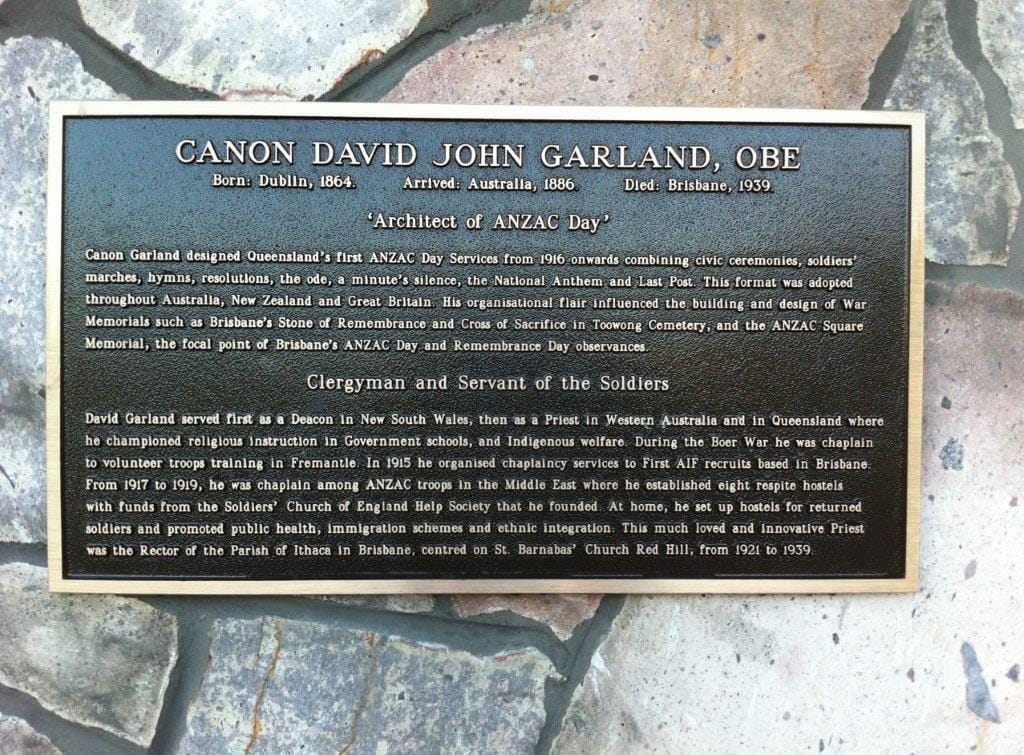 CANON DAVID JOHN GARLAND, OBE
Born: Dublin, 1864. Arrived: Australia, 1886. Died: Brisbane, 1939.
‘Architect of ANZAC Day’
Canon Garland designed Queensland’s first ANZAC Day Services from 1916 onwards combining civic ceremonies, soldiers’
marches, hymns, resolutions, the ode, a minute’s silence, the National Anthem and Last Post. This format was adopted
throughout Australia, New Zealand and Great Britain. His organisational flair influenced the building and design of War
Memorials such as Brisbane’s Stone of Remembrance and Cross of Sacrifice in Toowong Cemetery, and the ANZAC Square
Memorial, the focal point of Brisbane’s ANZAC Day and Remembrance Day observances.
Clergyman and Servant of the Soldiers
David Garland served first as a Deacon in New South Wales, then as a Priest in Western Australia and in Queensland where
he championed religious instruction in Government schools, and Indigenous welfare. During the Boer War he was chaplain
to volunteer troops training in Fremantle. In 1915 he organised chaplaincy services to First AIF recruits based in Brisbane.
From 1917 to 1919, he was chaplain among ANZAC troops in the Middle East where he established eight respite hostels
with funds from the Soldiers’ Church of England Help Society that he founded. At home, he set up hostels for returned
soldiers and promoted public health, immigration schemes and ethnic integration. This much loved and innovative Priest
was the Rector of the Parish of Ithaca in Brisbane, centred on St. Barnabas’ Church Red Hill, from 1921 to 1939.